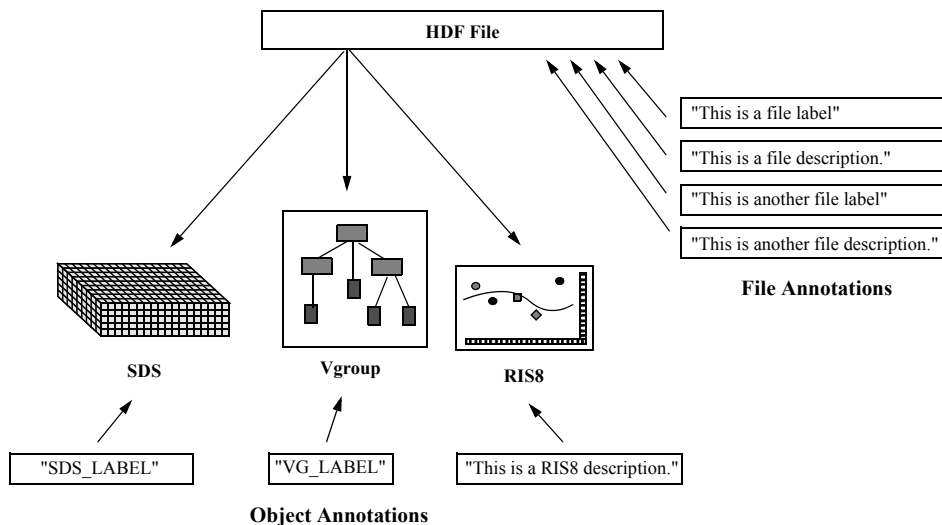 HDF File
"This is a file label"
"This is a file description."
"This is another file label"
"This is another file description."
File Annotations
SDS
Vgroup
RIS8
"SDS_LABEL"
"VG_LABEL"
"This is a RIS8 description."
Object Annotations